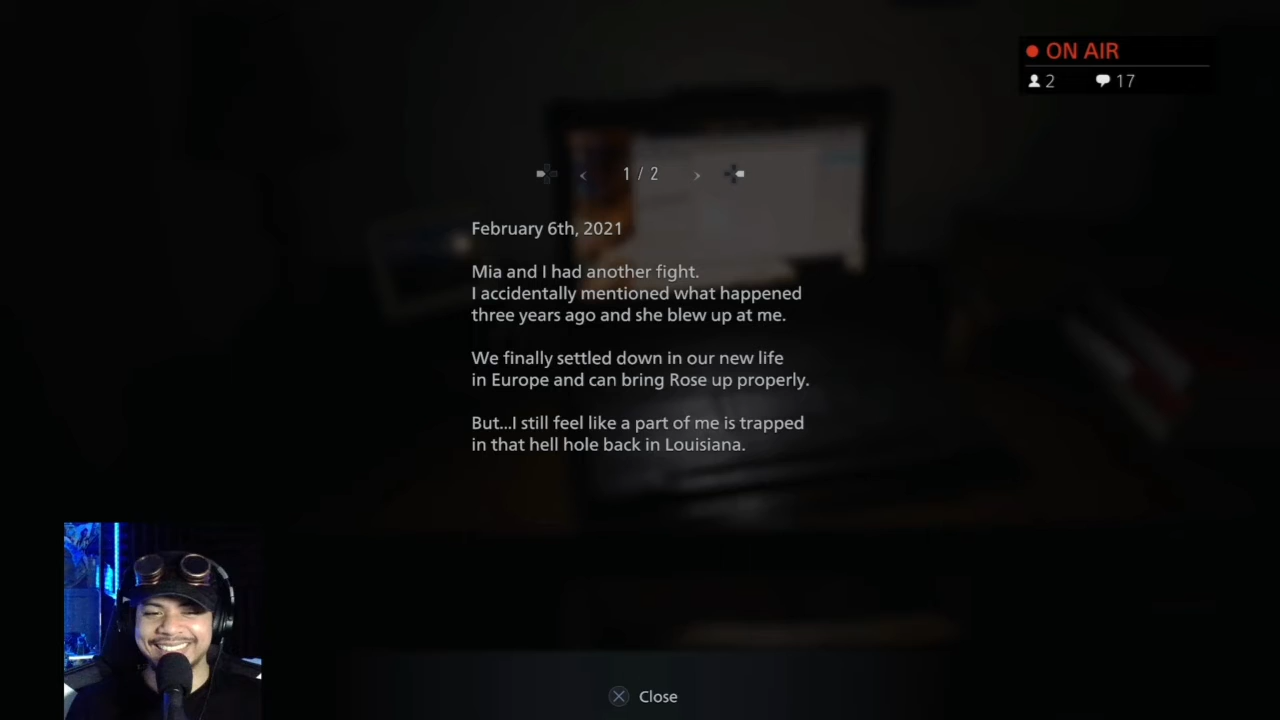 ON AIR
2 17
1 / 2
February 6th, 2021
Mia and I had another fight.
I accidentally mentioned what happened
three years ago and she blew up at me.
We finally settled down in our new life
in Europe and can bring Rose up properly.
But...I still feel like a part of me is trapped
in that hell hole back in Louisiana.
Close